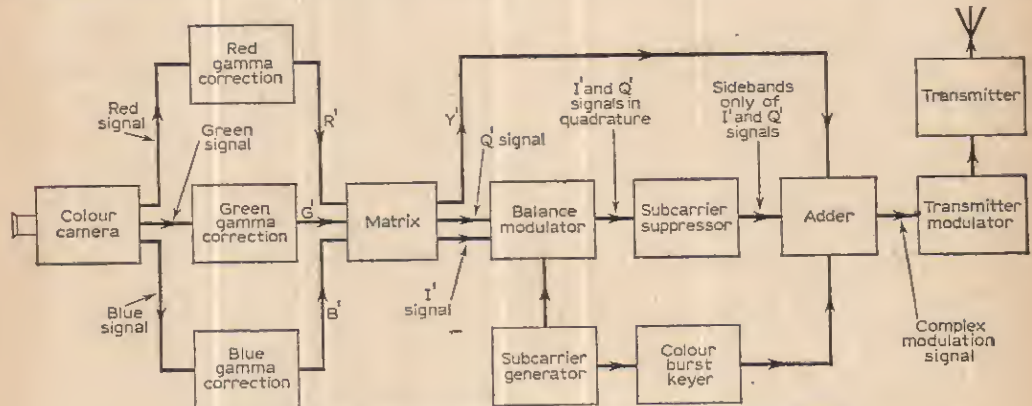 Red
gamma
correction
Red
signal
Green
signal
R'
Y'
I' and Q'
signals in
quadrature
Sidebands
only of
I' and Q'
signals
Transmitter
Q' signal
Colour
camera
Green
gamma
correction
G'
Matrix
Balance
modulator
Subcarrier
suppressor
Adder
Transmitter
modulator
Blue
signal
B'
I'
signal
Blue
gamma
correction
Subcarrier
generator
Colour
burst
keyer
Complex
modulation
signal